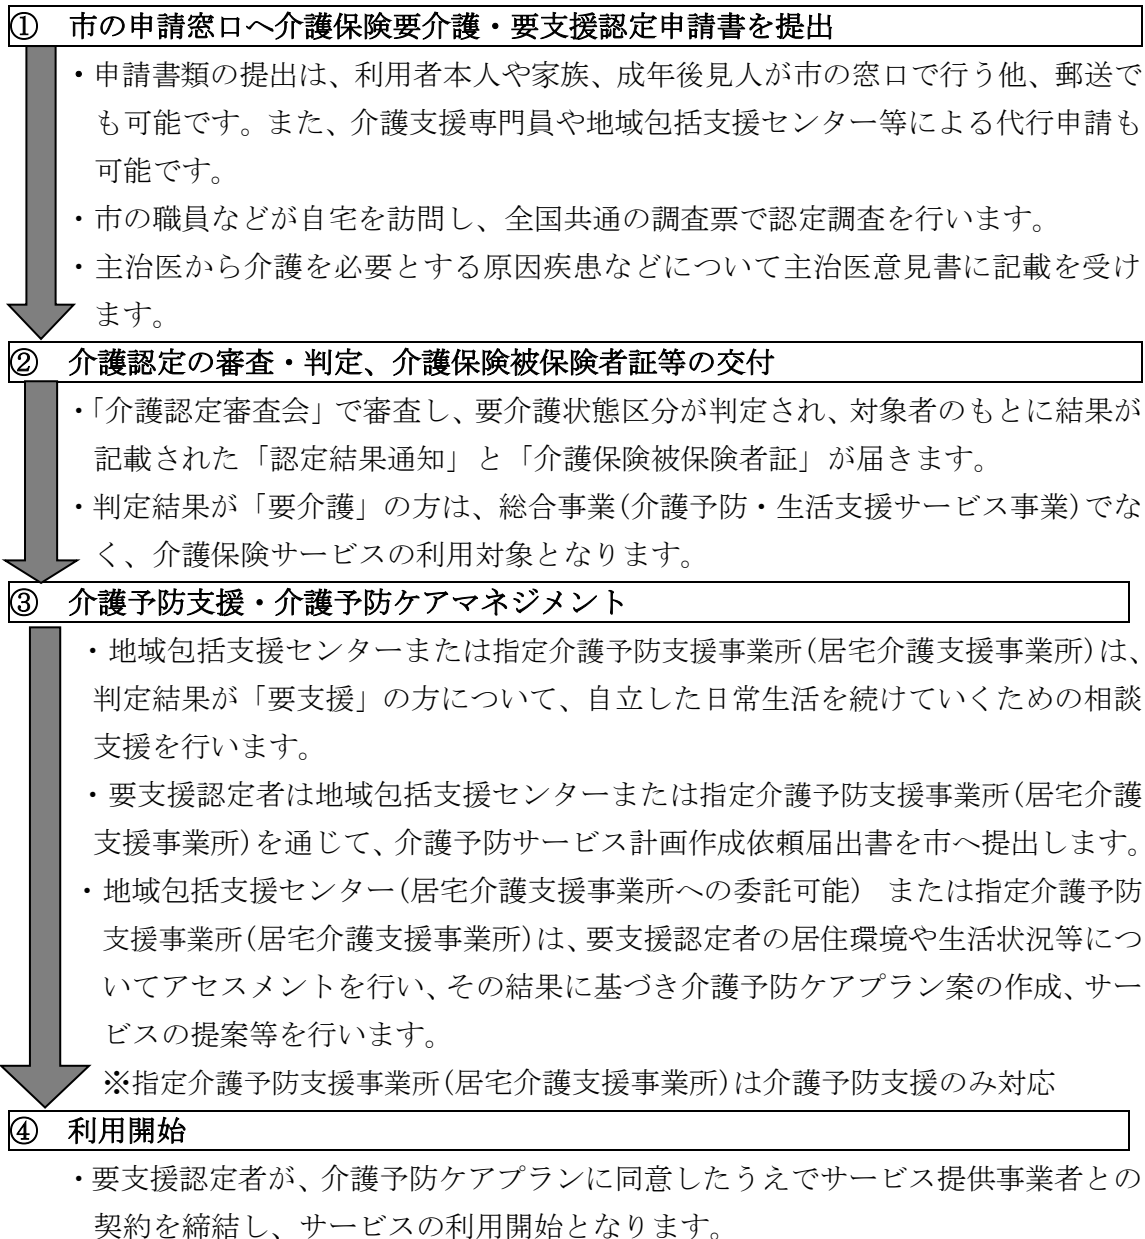 ① 市の申請窓口へ介護保険要介護・要支援認定申請書を提出
・申請書類の提出は、利用者本人や家族、成年後見人が市の窓口で行う他、郵送で
も可能です。また、介護支援専門員や地域包括支援センター等による代行申請も
可能です。
・市の職員などが自宅を訪問し、全国共通の調査票で認定調査を行います。
・主治医から介護を必要とする原因疾患などについて主治医意見書に記載を受け
ます。
② 介護認定の審査・判定、介護保険被保険者証等の交付
・「介護認定審査会」で審査し、要介護状態区分が判定され、対象者のもとに結果が
記載された「認定結果通知」と「介護保険被保険者証」が届きます。
・判定結果が「要介護」の方は、総合事業(介護予防・生活支援サービス事業)でな
く、介護保険サービスの利用対象となります。
③ 介護予防支援・介護予防ケアマネジメント
・地域包括支援センターまたは指定介護予防支援事業所(居宅介護支援事業所)は、
判定結果が「要支援」の方について、自立した日常生活を続けていくための相談
支援を行います。
・要支援認定者は地域包括支援センターまたは指定介護予防支援事業所(居宅介護
支援事業所)を通じて、介護予防サービス計画作成依頼届出書を市へ提出します。
・地域包括支援センター(居宅介護支援事業所への委託可能) または指定介護予防
支援事業所(居宅介護支援事業所)は、要支援認定者の居住環境や生活状況等につ
いてアセスメントを行い、その結果に基づき介護予防ケアプラン案の作成、サー
ビスの提案等を行います。
※指定介護予防支援事業所(居宅介護支援事業所)は介護予防支援のみ対応
④ 利用開始
・要支援認定者が、介護予防ケアプランに同意したうえでサービス提供事業者との
契約を締結し、サービスの利用開始となります。